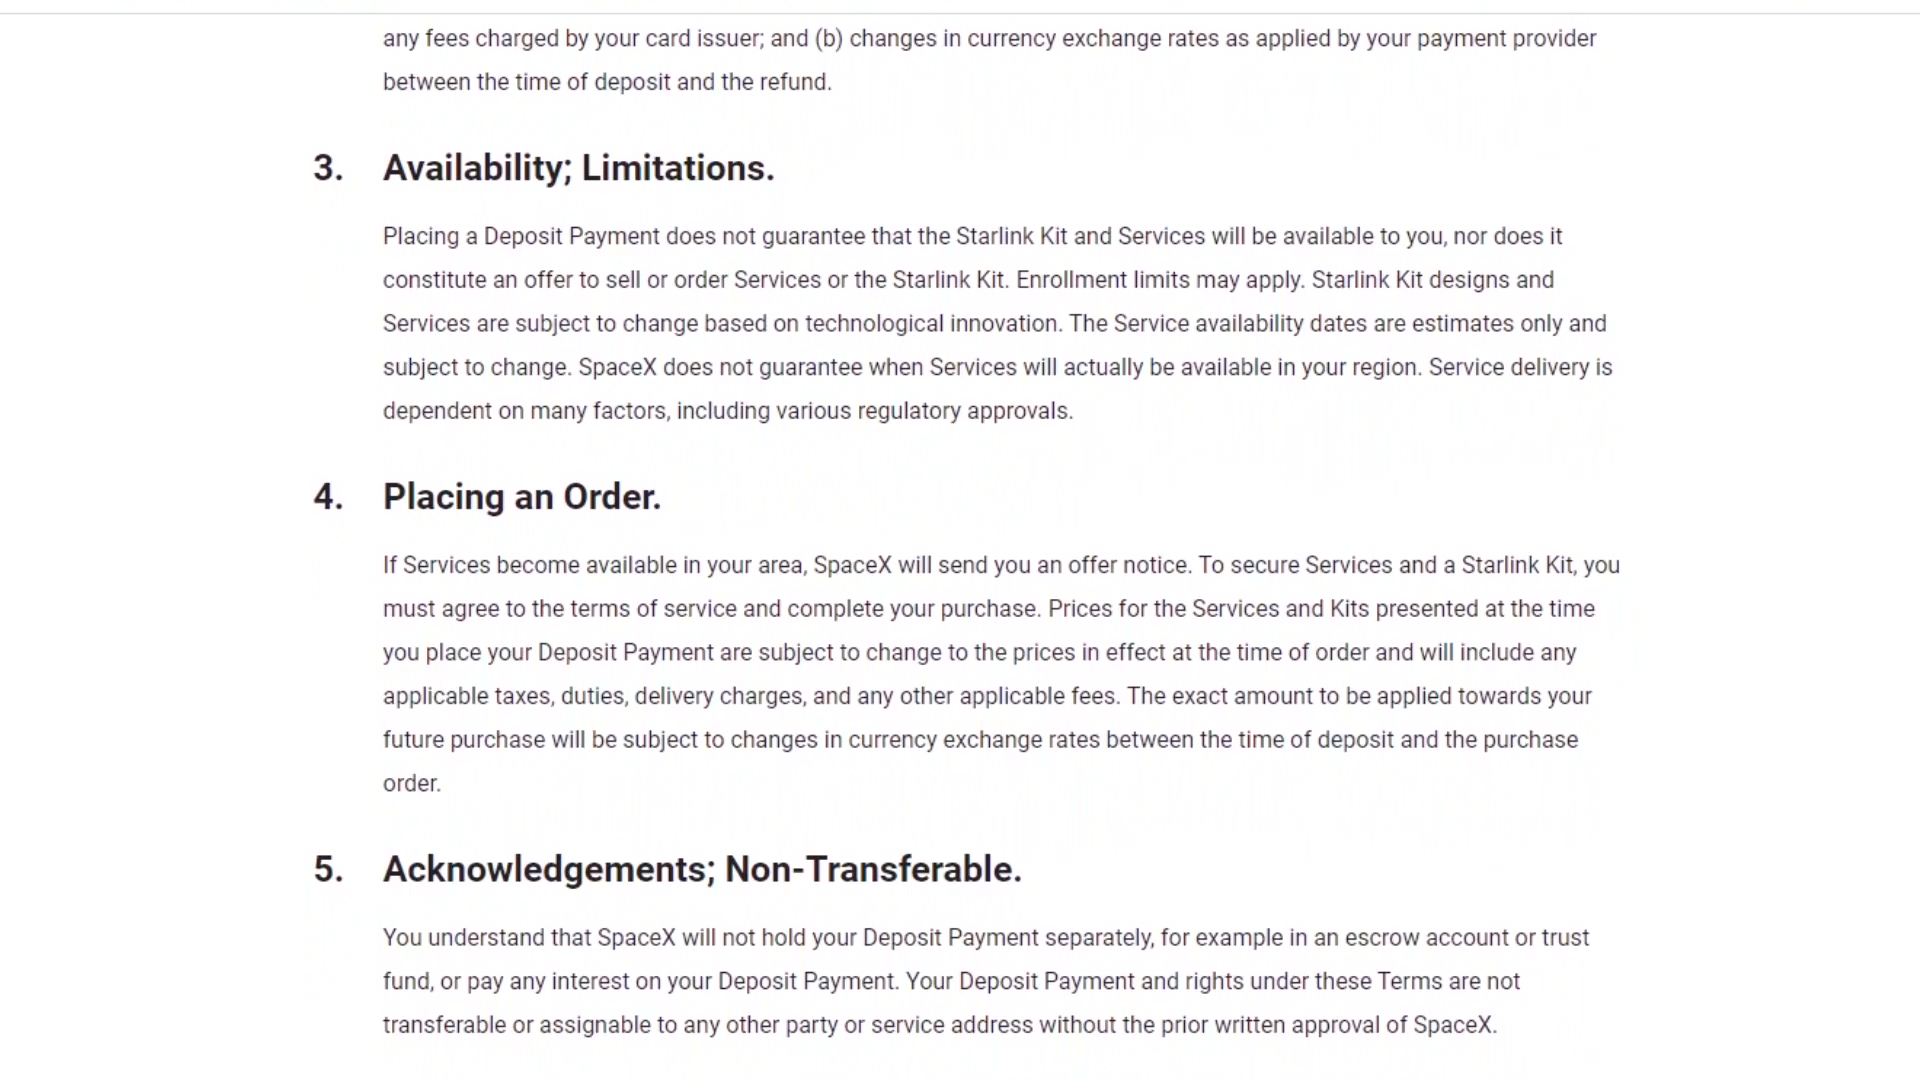 any fees charged by your card issuer; and (b) changes in currency exchange rates as applied by your payment provider
between the time of deposit and the refund.
3. Availability; Limitations.
Placing a Deposit Payment does not guarantee that the Starlink Kit and Services will be available to you, nor does it
constitute an offer to sell or order Services or the Starlink Kit. Enrollment limits may apply. Starlink Kit designs and
Services are subject to change based on technological innovation. The Service availability dates are estimates only and
subject to change. SpaceX does not guarantee when Services will actually be available in your region. Service delivery is
dependent on many factors, including various regulatory approvals.
4. Placing an Order.
If Services become available in your area, SpaceX will send you an offer notice. To secure Services and a Starlink Kit, you
must agree to the terms of service and complete your purchase. Prices for the Services and Kits presented at the time
you place your Deposit Payment are subject to change to the prices in effect at the time of order and will include any
applicable taxes, duties, delivery charges, and any other applicable fees. The exact amount to be applied towards your
future purchase will be subject to changes in currency exchange rates between the time of deposit and the purchase
order.
5. Acknowledgements; Non-Transferable.
You understand that SpaceX will not hold your Deposit Payment separately, for example in an escrow account or trust
fund, or pay any interest on your Deposit Payment. Your Deposit Payment and rights under these Terms are not
transferable or assignable to any other party or service address without the prior written approval of SpaceX.